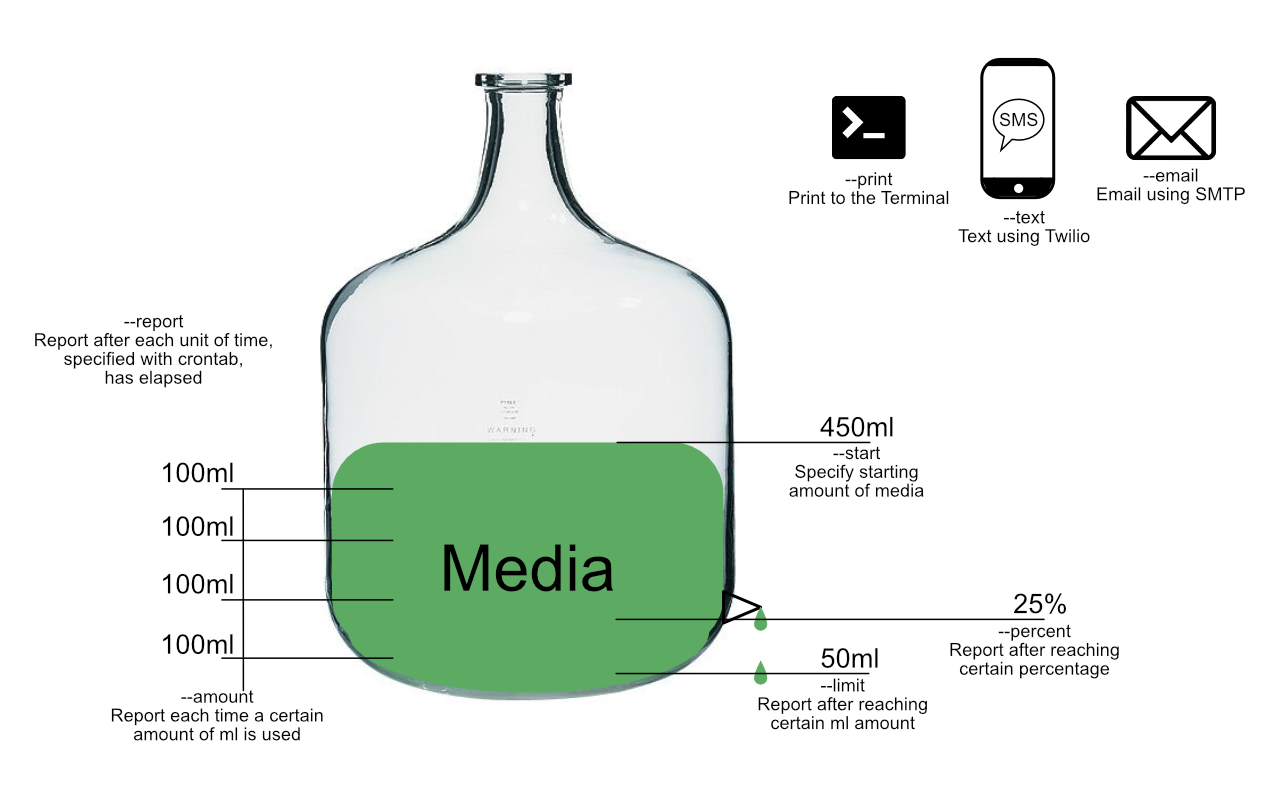 SMS
--print
Print to the Terminal
--text
Text using Twilio
--email
Email using SMTP
--report
Report after each unit of time,
specified with crontab,
has elapsed
WARNING
450ml
--start
Specify starting
amount of media
100ml
100ml
100ml
100ml
--amount
Report each time a certain
amount of ml is used
Media
25%
--percent
Report after reaching
certain percentage
50ml
--limit
Report after reaching
certain ml amount